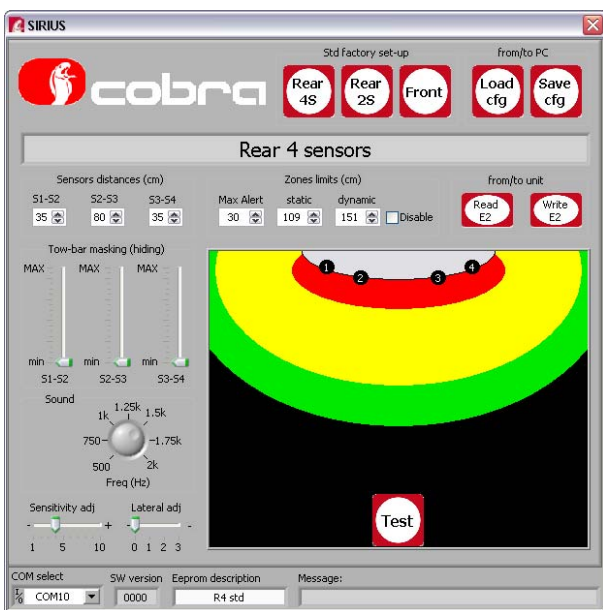 SIRIUS
cobra
Std factory set-up
from/to PC
Rear 4S
Rear 2S
Front
Load cfg
Save cfg
Rear 4 sensors
Sensors distances (cm)
S1-S2 S2-S3 S3-S4
35 80 35
Zones limits (cm)
Max Alert static dynamic
30 109 151 Disable
from/to unit
Read E2
Write E2
Tow-bar masking (hiding)
MAX MAX MAX
min min min
S1-S2 S2-S3 S3-S4
1 2 3 4
Sound
1k 1.25k 1.5k
750 1.75k
500 2k
Freq (Hz)
Sensitivity adj Lateral adj
- + - -
1 5 10 0 1 2 3
Test
COM select SW version Eeprom description Message:
I/O COM10 0000 R4 std